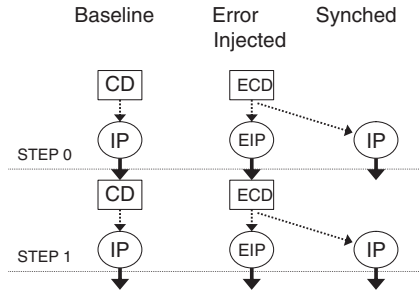 Baseline Error Injected Synched
CD ECD
IP EIP IP
STEP 0
CD ECD
IP EIP IP
STEP 1